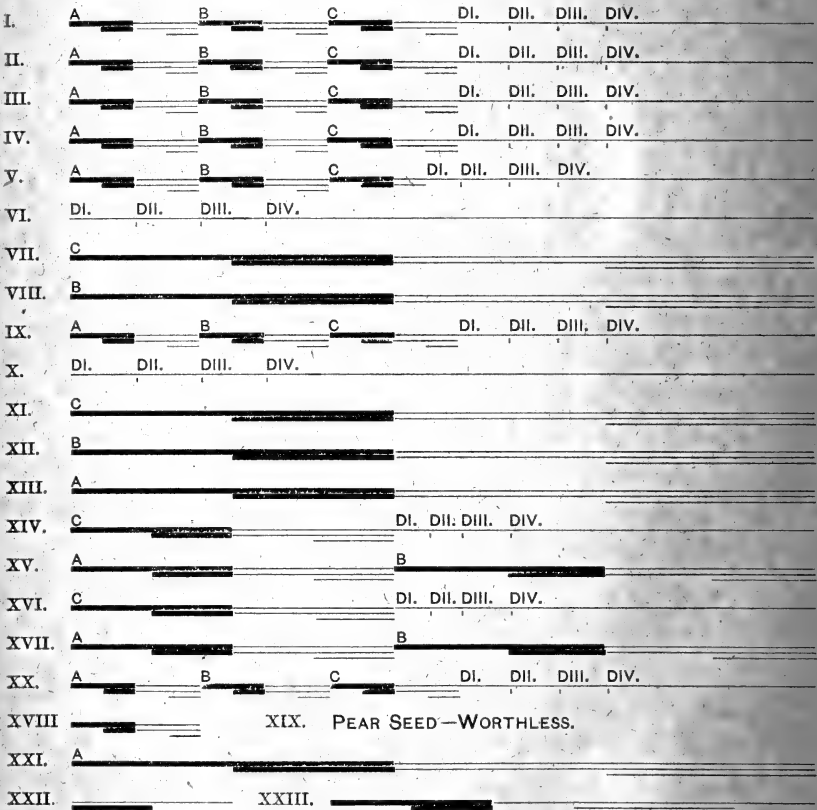 I. A B C DI. DII. DIII. DIV.
II. A B C DI. DII. DIII. DIV.
III. A B C DI. DII. DIII. DIV.
IV. A B C DI. DII. DIII. DIV.
V. A B C DI. DII. DIII. DIV.
VI. DI. DII. DIII. DIV.
VII. C
VIII. B
IX. A B C DI. DII. DIII. DIV.
X. DI. DII. DIII. DIV.
XI. C
XII. B
XIII. A
XIV. C DI. DII. DIII. DIV.
XV. A B
XVI. C DI. DII. DIII. DIV.
XVII. A B
XX. A B C DI. DII. DIII. DIV.
XVIII XIX. PEAR SEED—WORTHLESS.
XXI. A
XXII. XXIII.